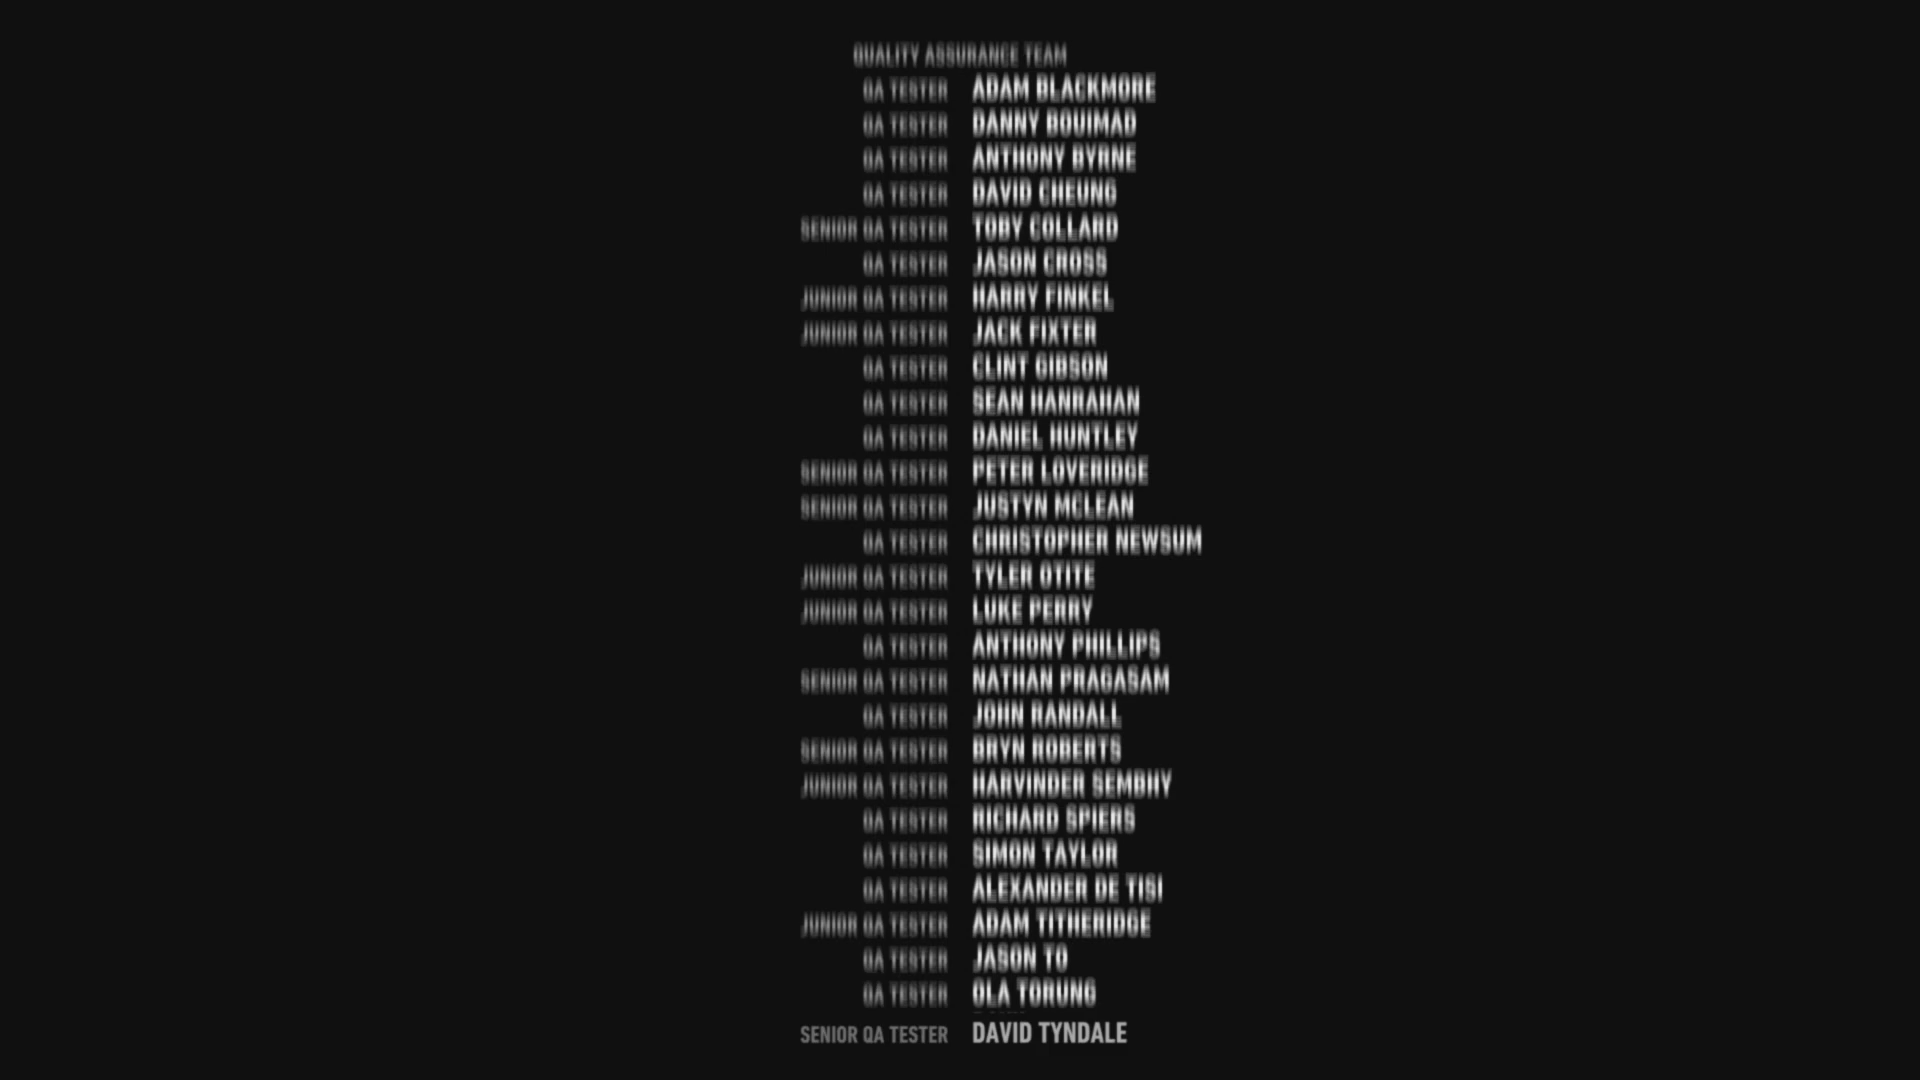 QUALITY ASSURANCE TEAM
QA TESTER ADAM BLACKMORE
QA TESTER DANNY BOUIMAD
QA TESTER ANTHONY BYRNE
QA TESTER DAVID CHEUNG
SENIOR QA TESTER TOBY COLLARD
QA TESTER JASON CROSS
JUNIOR QA TESTER HARRY FINKEL
JUNIOR QA TESTER JACK FIXTER
QA TESTER CLINT GIBSON
QA TESTER SEAN HANRAHAN
QA TESTER DANIEL HUNTLEY
SENIOR QA TESTER PETER LOVERIDGE
SENIOR QA TESTER JUSTYN MCLEAN
QA TESTER CHRISTOPHER NEWSUM
JUNIOR QA TESTER TYLER OTITE
JUNIOR QA TESTER LUKE PERRY
QA TESTER ANTHONY PHILLIPS
SENIOR QA TESTER NATHAN PRAGASAM
QA TESTER JOHN RANDALL
SENIOR QA TESTER BRYN ROBERTS
JUNIOR QA TESTER HARVINDER SEMBHY
QA TESTER RICHARD SPIERS
QA TESTER SIMON TAYLOR
QA TESTER ALEXANDER DE TISI
JUNIOR QA TESTER ADAM TITHERIDGE
QA TESTER JASON TO
QA TESTER OLA TORUNG
SENIOR QA TESTER DAVID TYNDALE